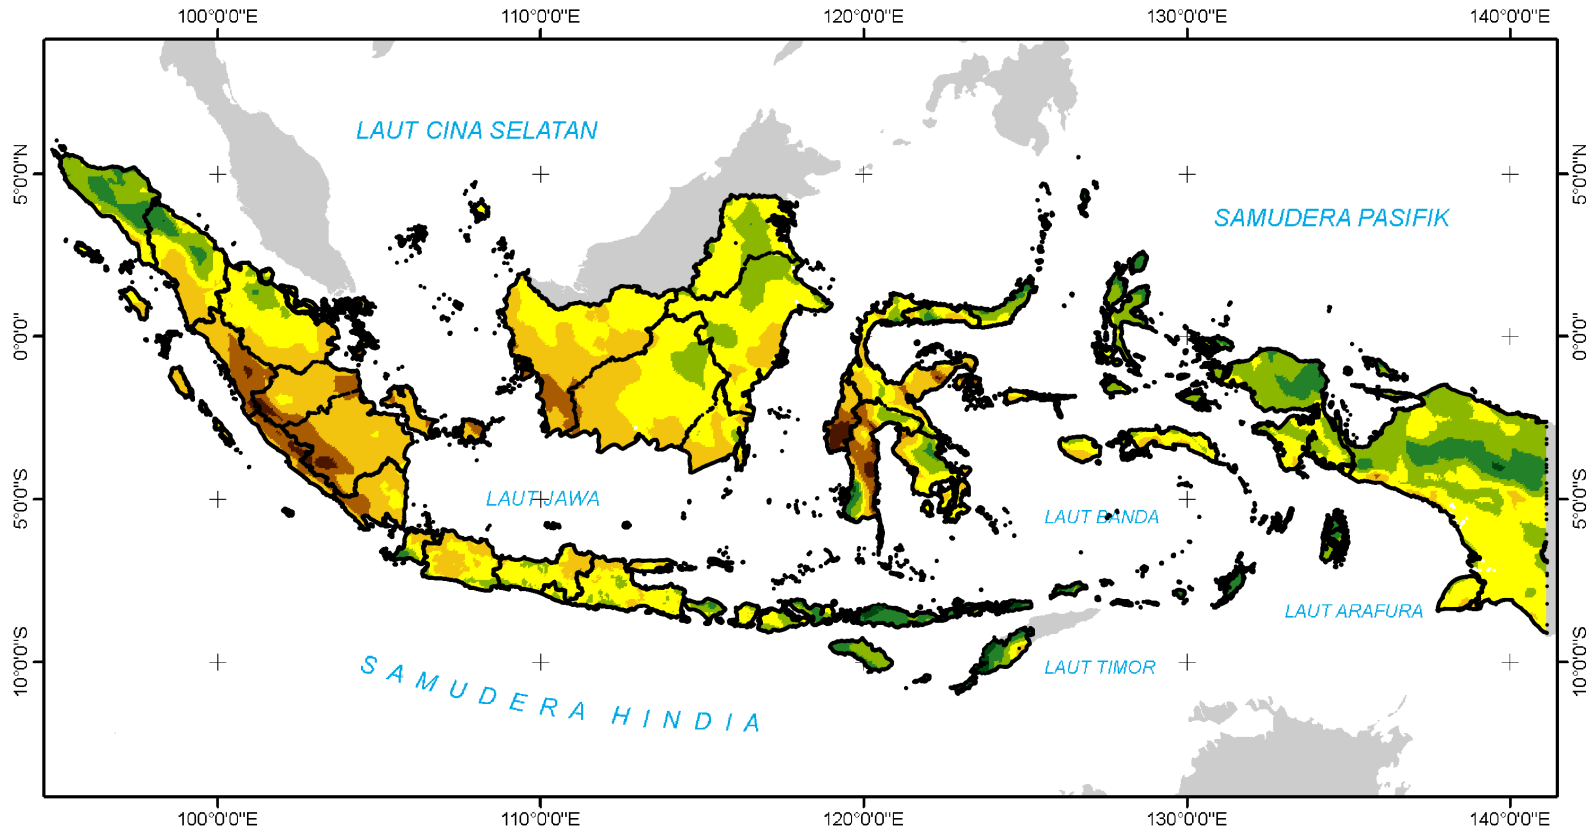 100°0'0"E 110°0'0"E 120°0'0"E 130°0'0"E 140°0'0"E
LAUT CINA SELATAN
5°0'0"N 5°0'0"N
SAMUDERA PASIFIK
0°0'0" 0°0'0"
5°0'0"S 5°0'0"S
LAUT JAWA
LAUT BANDA
LAUT ARAFURA
10°0'0"S 10°0'0"S
LAUT TIMOR
SAMUDERA HINDIA
100°0'0"E 110°0'0"E 120°0'0"E 130°0'0"E 140°0'0"E